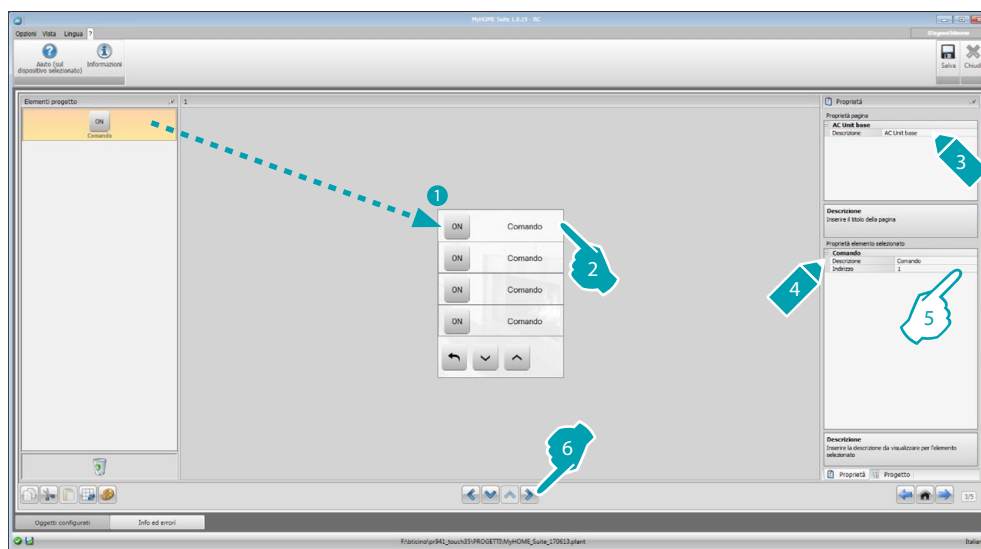 MyHOME Suite 1.0.19 - RC
Opzioni Vista Lingua ?
Aiuto (sul dispositivo selezionato)
Informazioni
Salva
Chiudi
Elementi progetto
1
Proprietà
ON
Comando
Proprietà pagina
AC Unit base
Descrizione AC Unit base
3
Descrizione
Inserire il titolo della pagina
1
ON Comando
2
ON Comando
ON Comando
ON Comando
Proprietà elemento selezionato
Comando
Descrizione Comando
Indirizzo 1
4
5
6
Descrizione
Inserire la descrizione da visualizzare per l'elemento
selezionato
Proprietà Progetto
3/5
Oggetti configurati Info ed errori
F:\bticino\pr941_touch35\PROGETTI\MyHOME_Suite_170613.plant
Italian